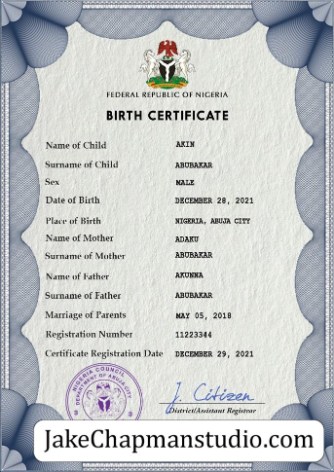 FEDERAL REPUBLIC OF NIGERIA
BIRTH CERTIFICATE
Name of Child AKIN
Surname of Child ABUBAKAR
Sex MALE
Date of Birth DECEMBER 28, 2021
Place of Birth NIGERIA, ABUJA CITY
Name of Mother ADAKU
Surname of Mother ABUBAKAR
Name of Father AKUNNA
Surname of Father ABUBAKAR
Marriage of Parents MAY 05, 2018
Registration Number 11223344
Certificate Registration Date DECEMBER 29, 2021
NIGERIA COUNCIL
DEPARTMENT OF ABUJA CITY
J. Citizen
District/Assistant Registrar
JakeChapmanstudio.com